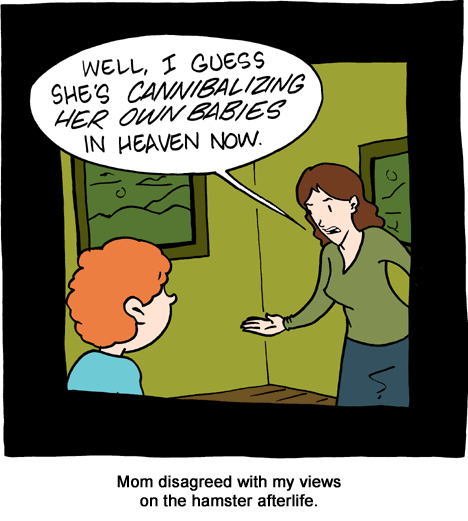 WELL, I GUESS
SHE'S CANNIBALIZING
HER OWN BABIES
IN HEAVEN NOW.
Mom disagreed with my views
on the hamster afterlife.